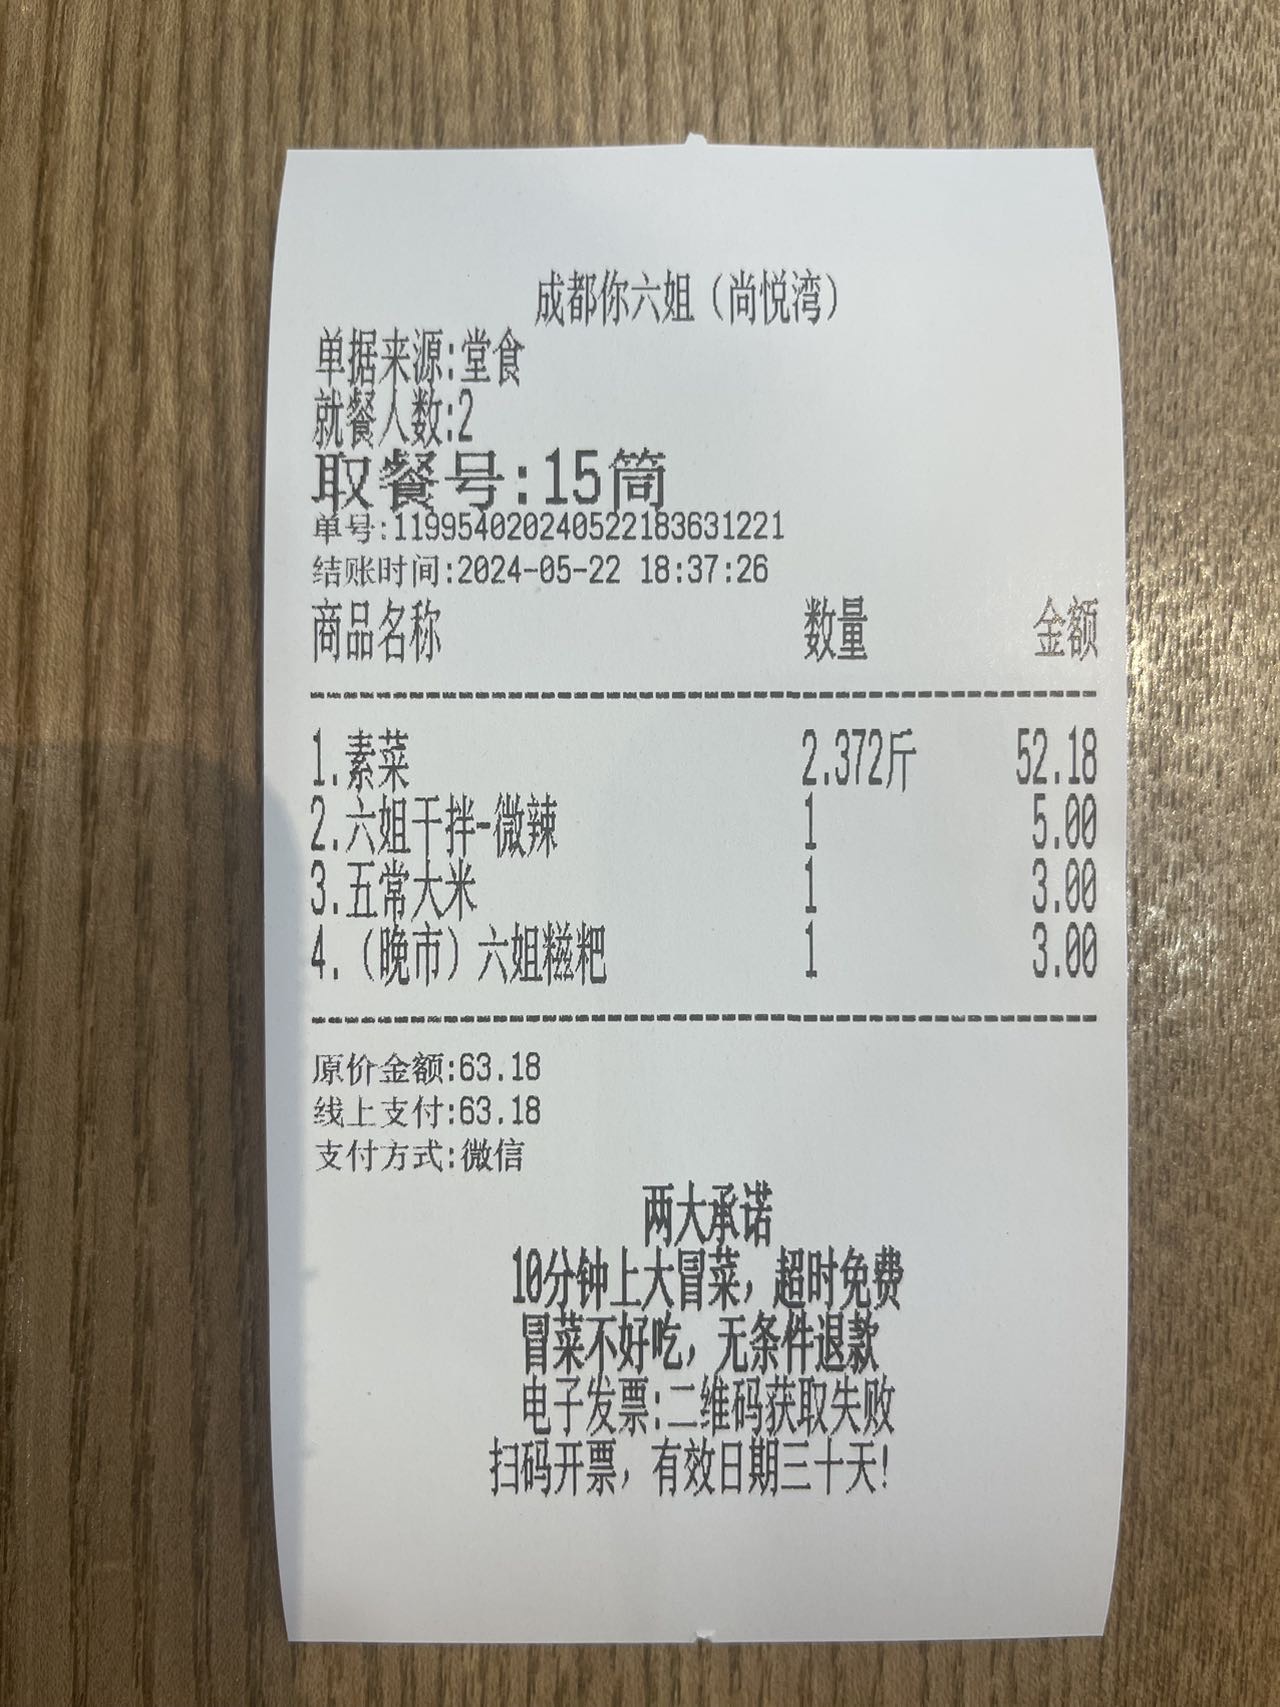 成都你六姐（尚悦湾）
单据来源:堂食
就餐人数:2
取餐号:15筒
单号:119954020240522183631221
结账时间:2024-05-22 18:37:26
商品名称 数量 金额
1.素菜 2.372斤 52.18
2.六姐干拌-微辣 1 5.00
3.五常大米 1 3.00
4.（晚市）六姐糍粑 1 3.00
原价金额:63.18
线上支付:63.18
支付方式:微信
两大承诺
10分钟上大冒菜，超时免费
冒菜不好吃，无条件退款
电子发票:二维码获取失败
扫码开票，有效日期三十天!